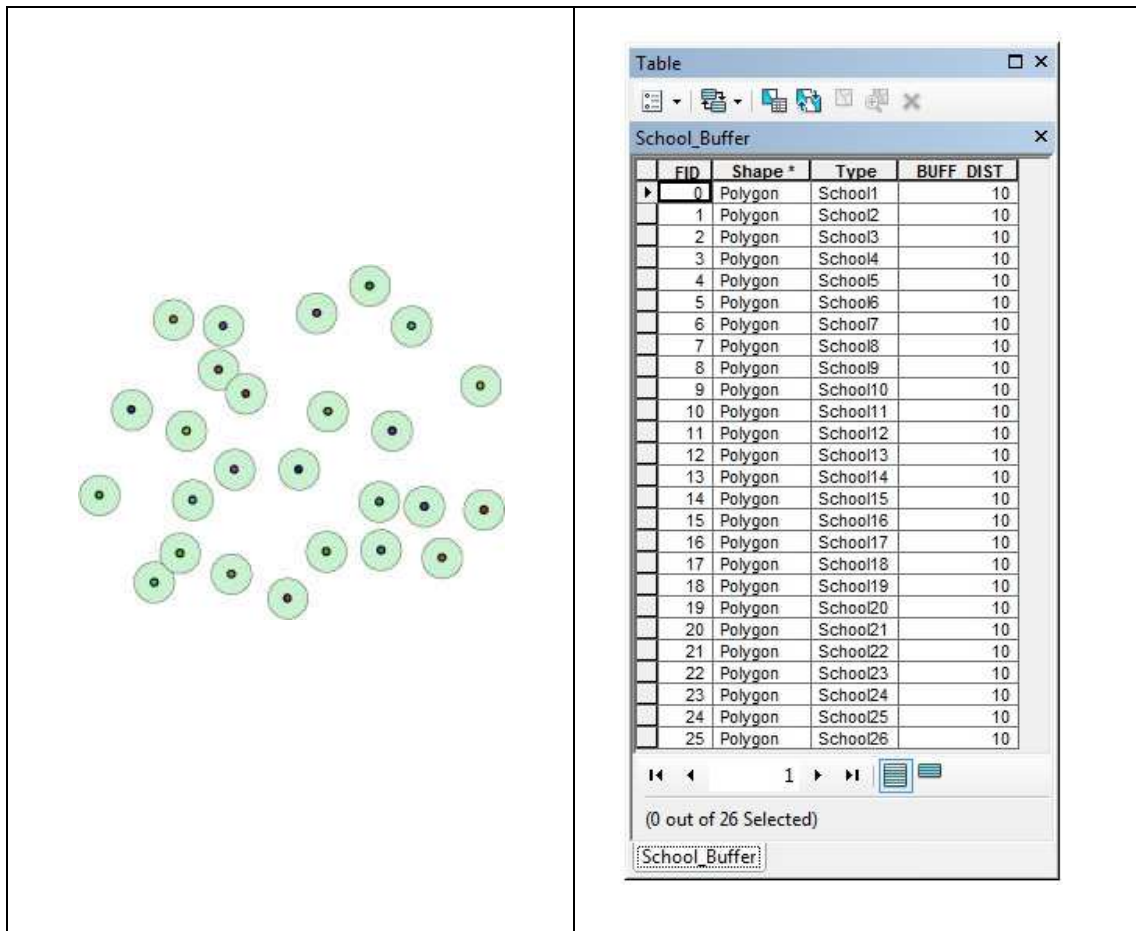 Table
School_Buffer
FID Shape * Type BUFF_DIST
0 Polygon School1 10
1 Polygon School2 10
2 Polygon School3 10
3 Polygon School4 10
4 Polygon School5 10
5 Polygon School6 10
6 Polygon School7 10
7 Polygon School8 10
8 Polygon School9 10
9 Polygon School10 10
10 Polygon School11 10
11 Polygon School12 10
12 Polygon School13 10
13 Polygon School14 10
14 Polygon School15 10
15 Polygon School16 10
16 Polygon School17 10
17 Polygon School18 10
18 Polygon School19 10
19 Polygon School20 10
20 Polygon School21 10
21 Polygon School22 10
22 Polygon School23 10
23 Polygon School24 10
24 Polygon School25 10
25 Polygon School26 10
1
(0 out of 26 Selected)
School_Buffer